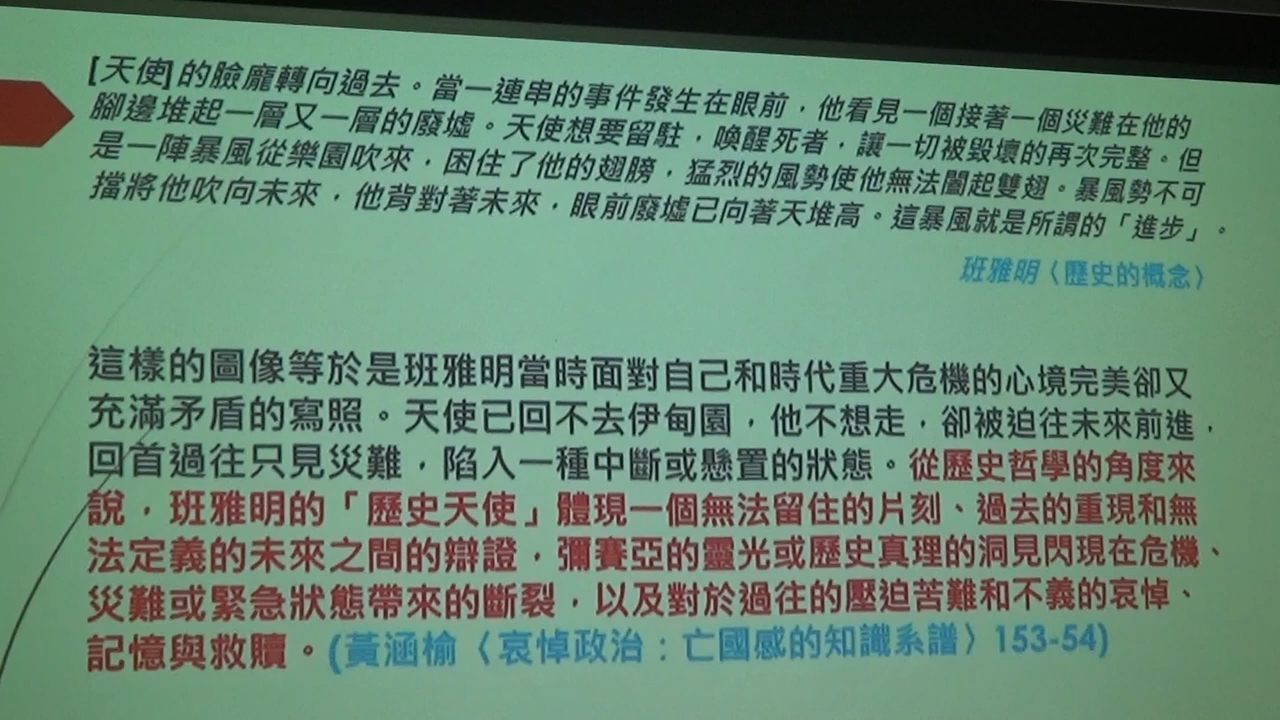 [天使]的臉龐轉向過去。當一連串的事件發生在眼前，他看見一個接著一個災難在他的
腳邊堆起一層又一層的廢墟。天使想要留駐，喚醒死者，讓一切被毀壞的再次完整。但
是一陣暴風從樂園吹來，困住了他的翅膀，猛烈的風勢使他無法闔起雙翅。暴風勢不可
擋將他吹向未來，他背對著未來，眼前廢墟已向著天堆高。這暴風就是所謂的「進步」。
班雅明〈歷史的概念〉
這樣的圖像等於是班雅明當時面對自己和時代重大危機的心境完美卻又
充滿矛盾的寫照。天使已回不去伊甸園，他不想走，卻被迫往未來前進，
回首過往只見災難，陷入一種中斷或懸置的狀態。從歷史哲學的角度來
說，班雅明的「歷史天使」體現一個無法留住的片刻、過去的重現和無
法定義的未來之間的辯證，彌賽亞的靈光或歷史真理的洞見閃現在危機、
災難或緊急狀態帶來的斷裂，以及對於過往的壓迫苦難和不義的哀悼、
記憶與救贖。(黃涵榆〈哀悼政治：亡國感的知識系譜〉153-54)